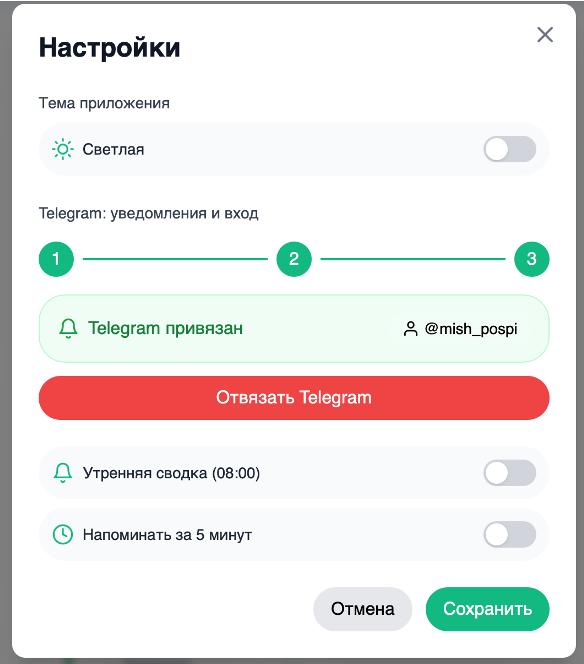 Настройки
Тема приложения
Светлая
Telegram: уведомления и вход
1 2 3
Telegram привязан @mish_pospi
Отвязать Telegram
Утренняя сводка (08:00)
Напоминать за 5 минут
Отмена Сохранить